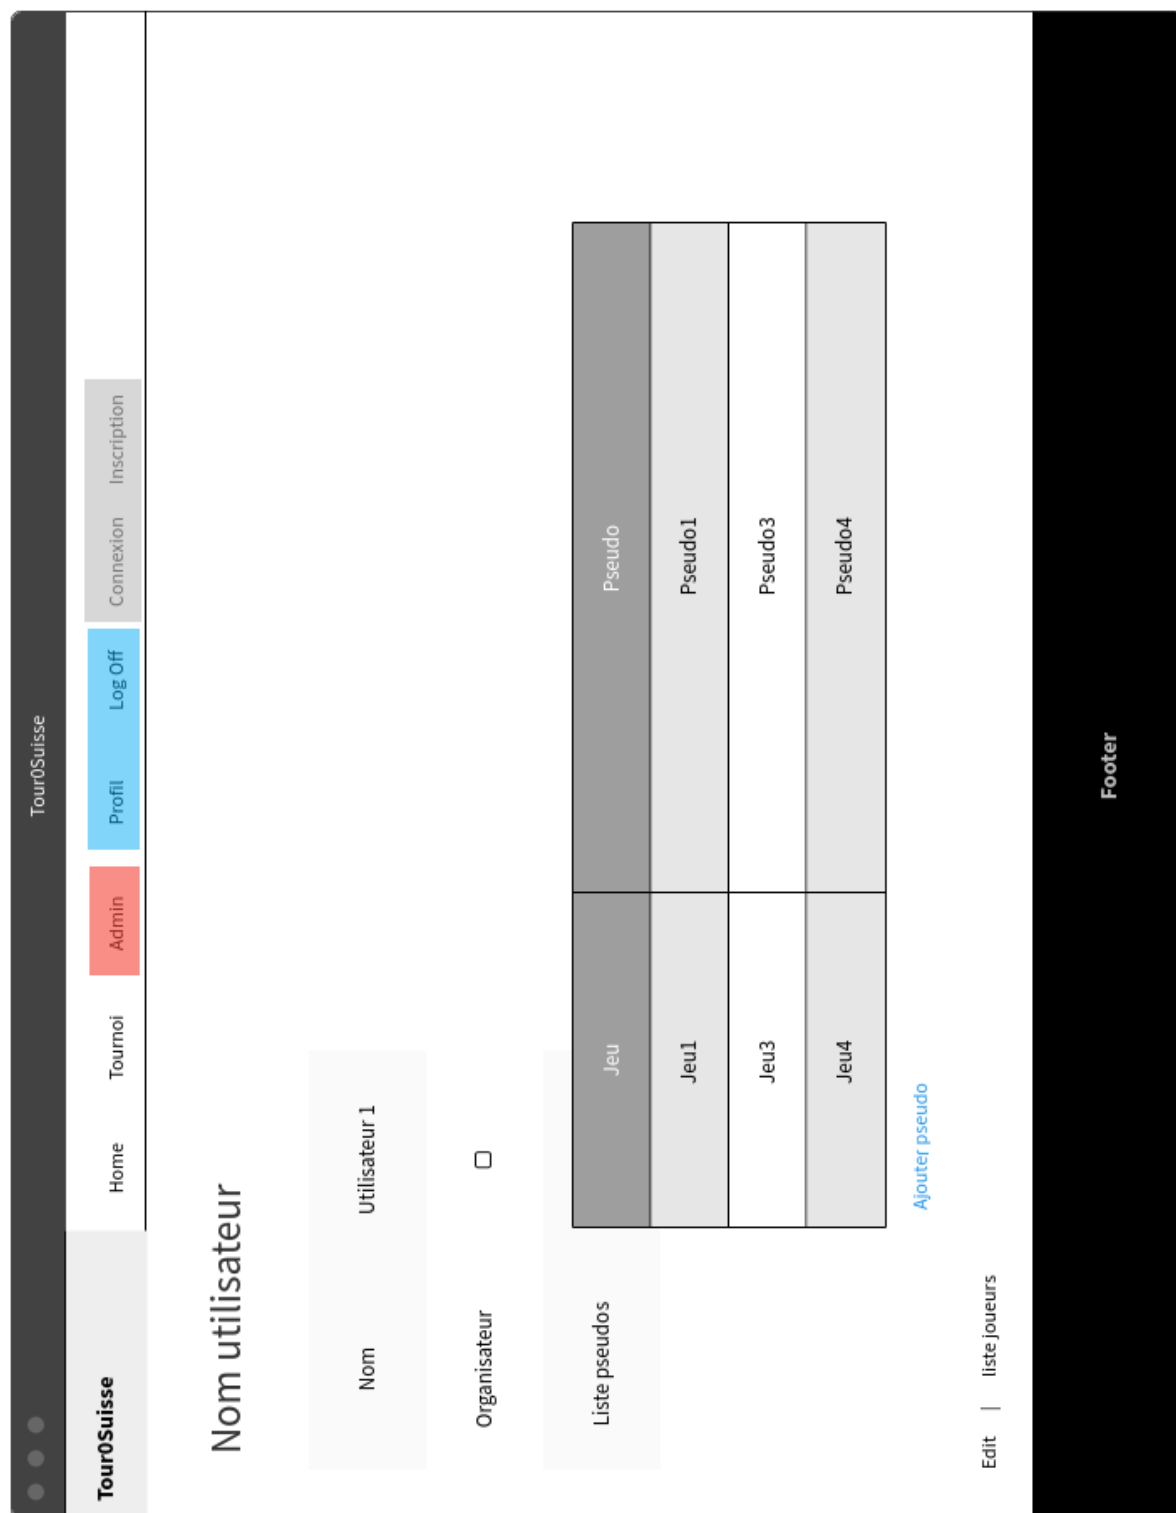 Tour0Suisse
Tour0Suisse Home Tournoi Admin Profil Log Off Connexion Inscription
Nom utilisateur
Nom Utilisateur 1
Organisateur
Liste pseudos
Jeu Pseudo
Jeu1 Pseudo1
Jeu3 Pseudo3
Jeu4 Pseudo4
Ajouter pseudo
Edit | liste joueurs
Footer